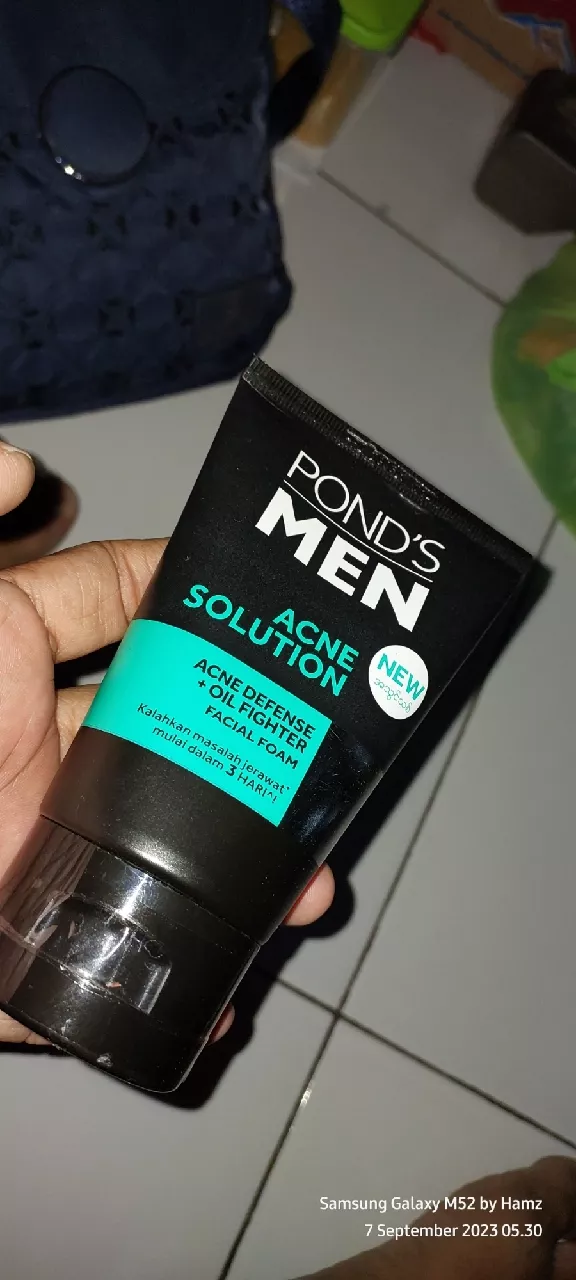 POND'S
MEN
ACNE
SOLUTION
NEW
ACNE DEFENSE
+ OIL FIGHTER
FACIAL FOAM
Kalahkan masalah jerawat*
mulai dalam 3 HARI^!
Samsung Galaxy M52 by Hamz
7 September 2023 05.30